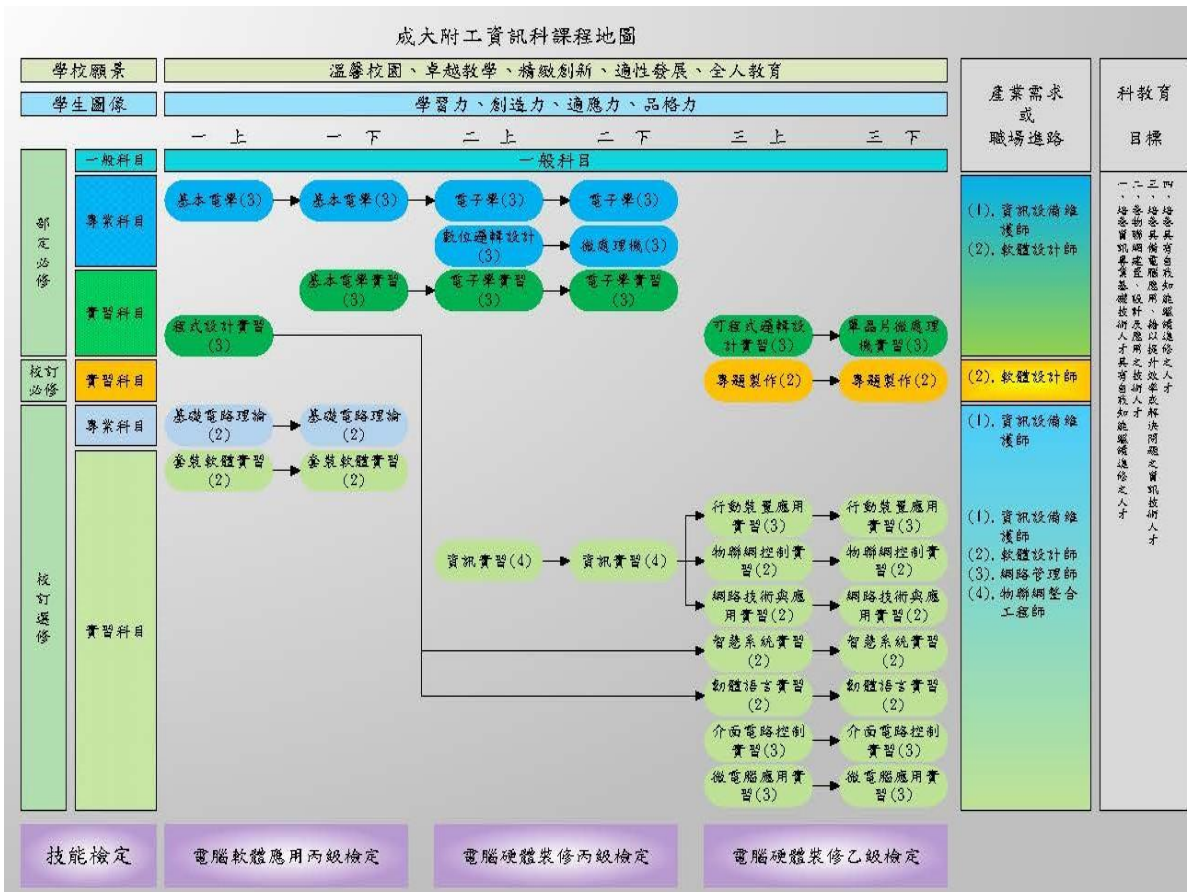 成大附工資訊科課程地圖
學校願景
溫馨校園、卓越教學、精緻創新、適性發展、全人教育
學生圖像
學習力、創造力、適應力、品格力
產業需求
或
職場進路
科教育
目標
一 上
一 下
二 上
二 下
三 上
三 下
部定必修
一般科目
一般科目
專業科目
基本電學(3)
基本電學(3)
電子學(3)
電子學(3)
數位邏輯設計
(3)
微處理機(3)
(1). 資訊設備維
護師
(2). 軟體設計師
實習科目
基本電學實習
(3)
電子學實習
(3)
電子學實習
(3)
程式設計實習
(3)
可程式邏輯設
計實習(3)
單晶片微處理
機實習(3)
校訂
必修
實習科目
專題製作(2)
專題製作(2)
(2). 軟體設計師
校訂選修
專業科目
基礎電路理論
(2)
基礎電路理論
(2)
(1). 資訊設備維
護師
實習科目
套裝軟體實習
(2)
套裝軟體實習
(2)
行動裝置應用
實習(3)
行動裝置應用
實習(3)
資訊實習(4)
資訊實習(4)
物聯網控制實
習(2)
物聯網控制實
習(2)
網路技術與應
用實習(2)
網路技術與應
用實習(2)
智慧系統實習
(2)
智慧系統實習
(2)
韌體語言實習
(2)
韌體語言實習
(2)
介面電路控制
實習(3)
介面電路控制
實習(3)
微電腦應用實
習(3)
微電腦應用實
習(3)
(1). 資訊設備維
護師
(2). 軟體設計師
(3). 網路管理師
(4). 物聯網整合
工程師
技能檢定
電腦軟體應用丙級檢定
電腦硬體裝修丙級檢定
電腦硬體裝修乙級檢定